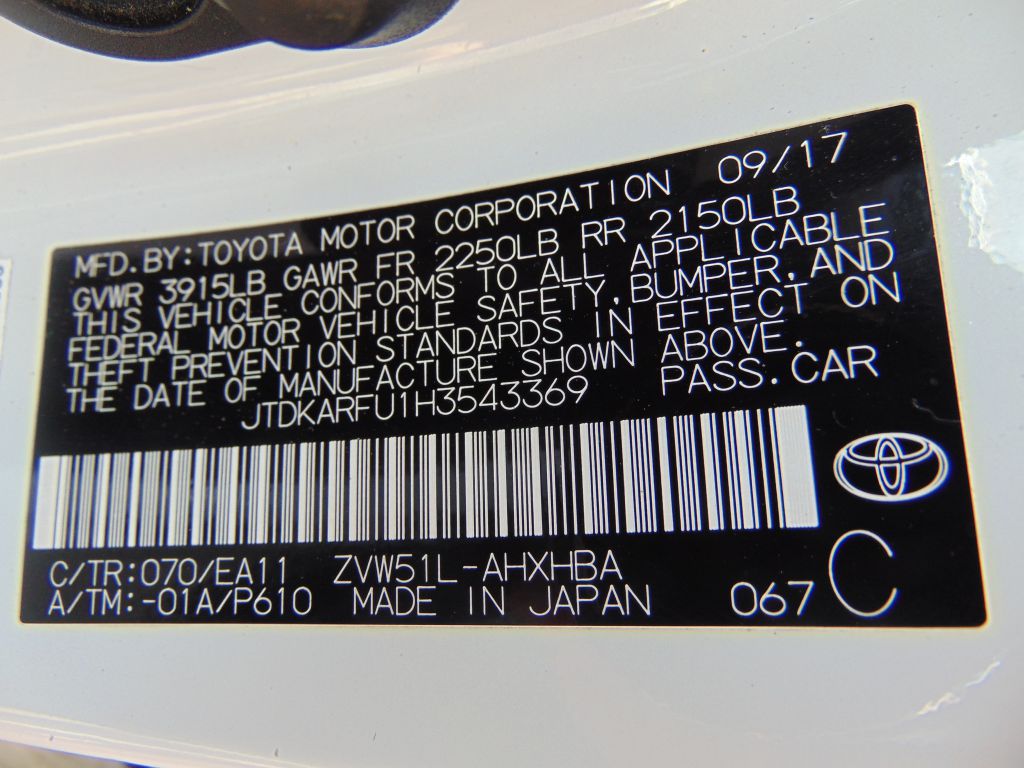 09/17
MFD.BY:TOYOTA MOTOR CORPORATION
GVWR 3915LB GAWR FR 2250LB RR 2150LB
THIS VEHICLE CONFORMS TO ALL APPLICABLE
FEDERAL MOTOR VEHICLE SAFETY,BUMPER,AND
THEFT PREVENTION STANDARDS IN EFFECT ON
THE DATE OF MANUFACTURE SHOWN ABOVE.
JTDKARFU1H3543369 PASS.CAR
C/TR:070/EA11 ZVW51L-AHXHBA
A/TM:-01A/P610 MADE IN JAPAN 067 C